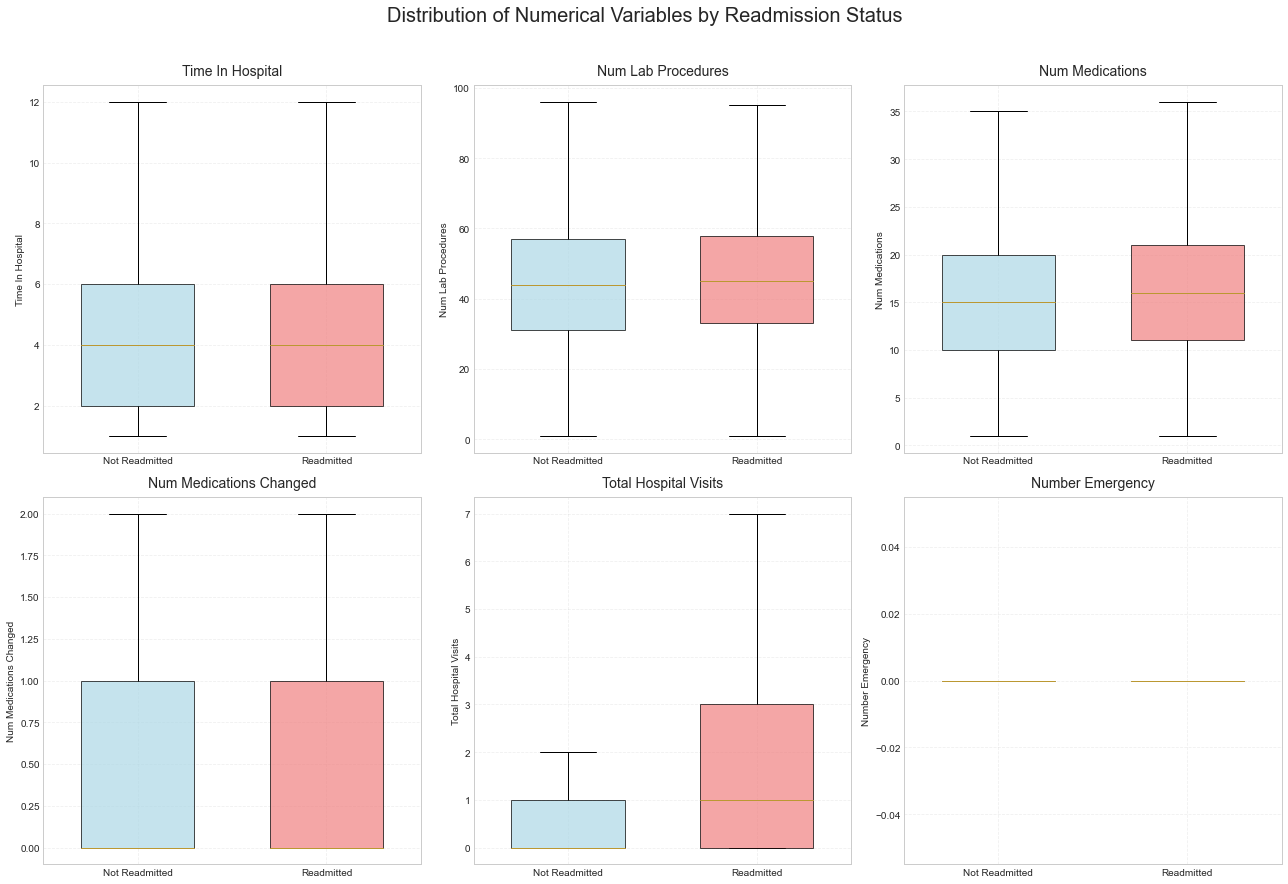 Distribution of Numerical Variables by Readmission Status
Time In Hospital
Num Lab Procedures
Num Medications
Time In Hospital
12
10
8
6
4
2
Not Readmitted
Readmitted
Num Lab Procedures
100
80
60
40
20
0
Not Readmitted
Readmitted
Num Medications
35
30
25
20
15
10
5
0
Not Readmitted
Readmitted
Num Medications Changed
Total Hospital Visits
Number Emergency
Num Medications Changed
2.00
1.75
1.50
1.25
1.00
0.75
0.50
0.25
0.00
Not Readmitted
Readmitted
Total Hospital Visits
7
6
5
4
3
2
1
0
Not Readmitted
Readmitted
Number Emergency
0.04
0.02
0.00
−0.02
−0.04
Not Readmitted
Readmitted